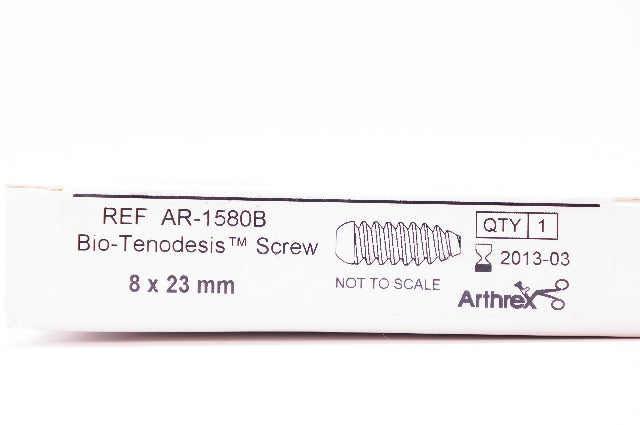 REF AR-1580B
Bio-Tenodesis™ Screw
8 x 23 mm
NOT TO SCALE
QTY 1
2013-03
Arthrex